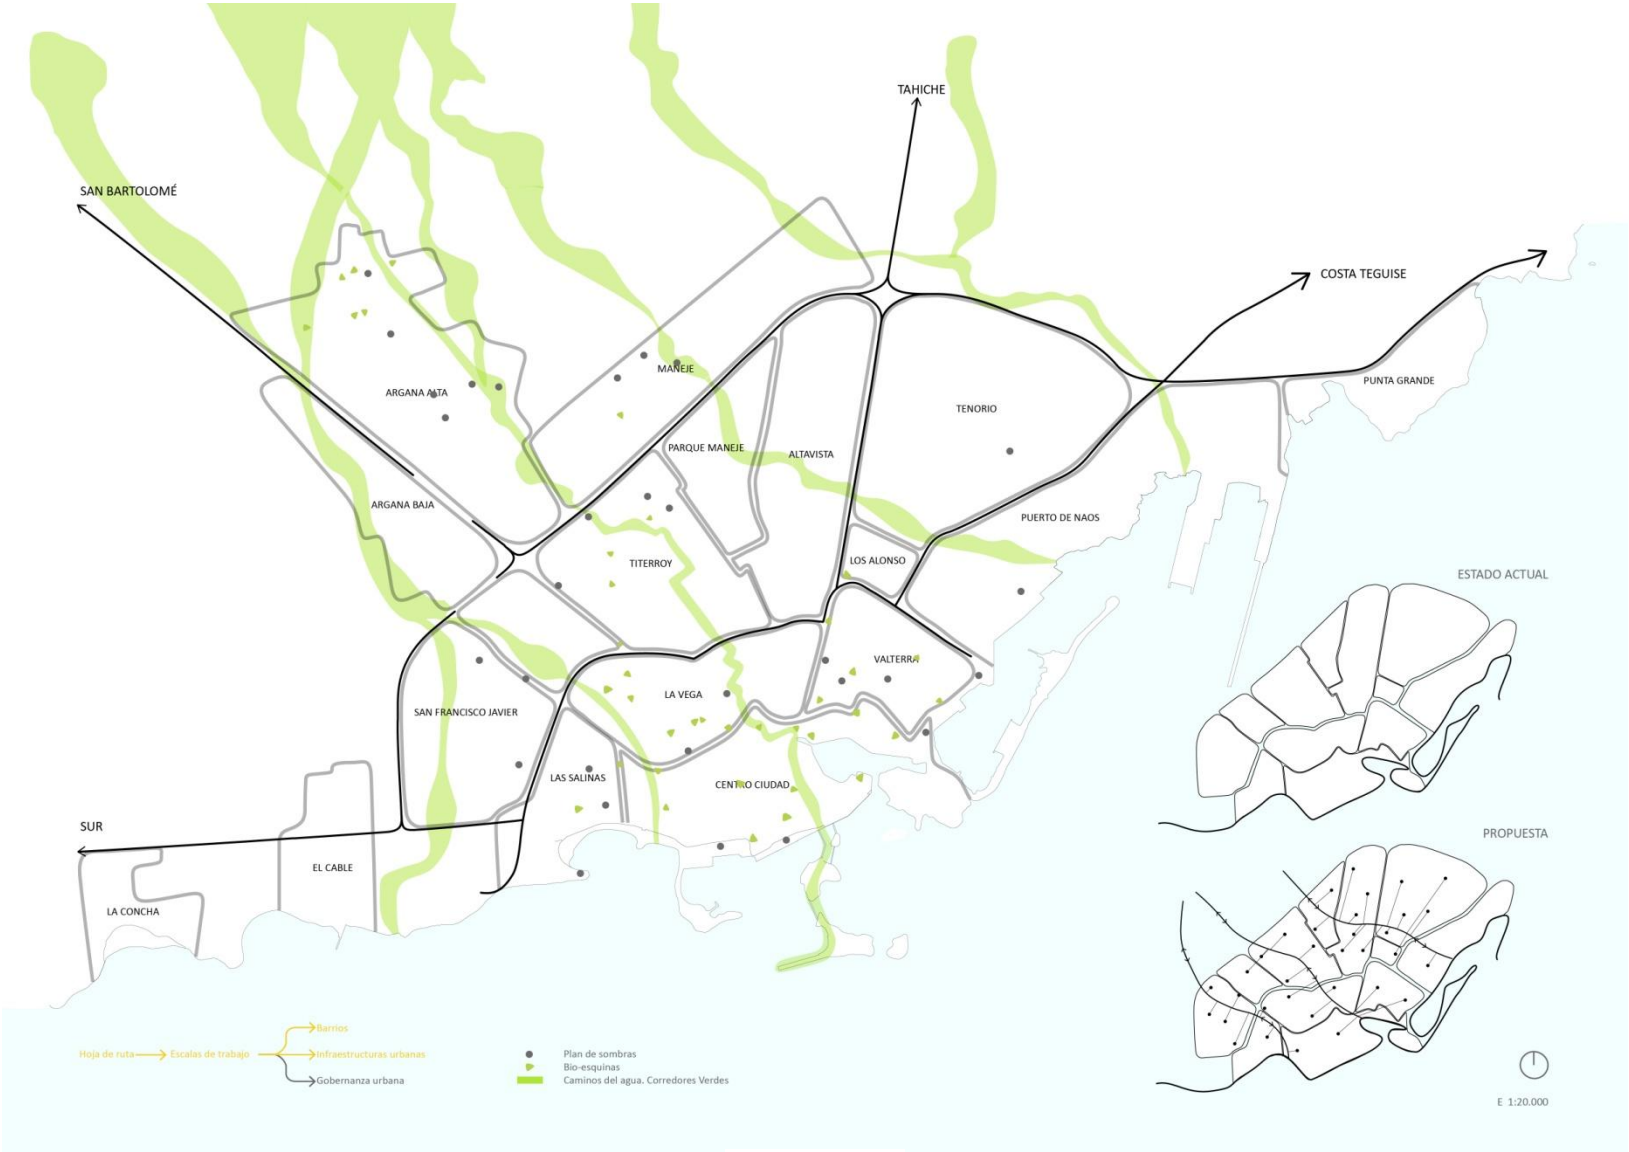 TAHICHE
SAN BARTOLOMÉ
COSTA TEGUISE
MANEJE
PUNTA GRANDE
ARGANA ALTA
TENORIO
PARQUE MANEJE
ALTAVISTA
ARGANA BAJA
PUERTO DE NAOS
TITERROY
LOS ALONSO
ESTADO ACTUAL
VALTERRA
LA VEGA
SAN FRANCISCO JAVIER
LAS SALINAS
CENTRO CIUDAD
SUR
PROPUESTA
EL CABLE
LA CONCHA
Barrios
Hoja de ruta
Escalas de trabajo
Infraestructuras urbanas
Gobernanza urbana
Plan de sombras
Bio-esquinas
Caminos del agua. Corredores Verdes
E 1:20.000